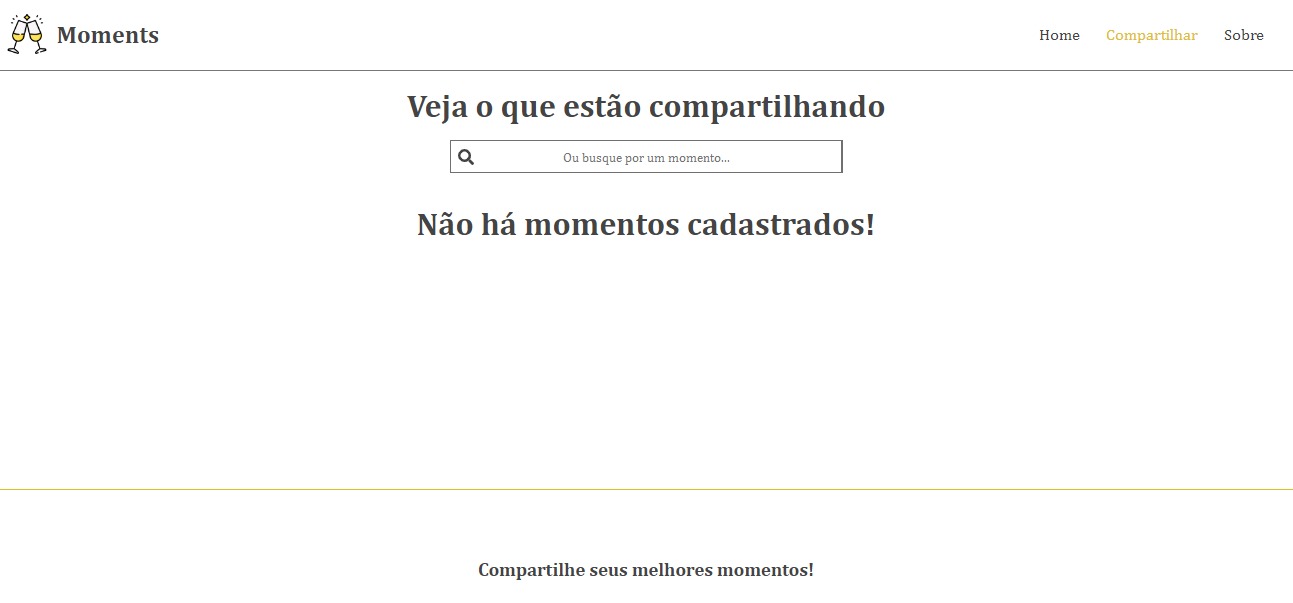 Moments
Home Compartilhar Sobre
Veja o que estão compartilhando
Ou busque por um momento...
Não há momentos cadastrados!
Compartilhe seus melhores momentos!